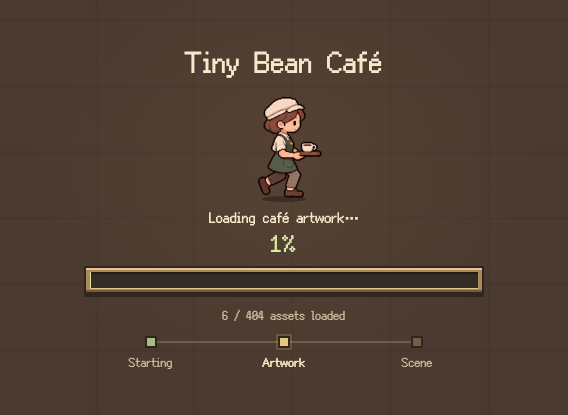 Tiny Bean Café
Loading café artwork···
1%
6 / 404 assets loaded
Starting
Artwork
Scene